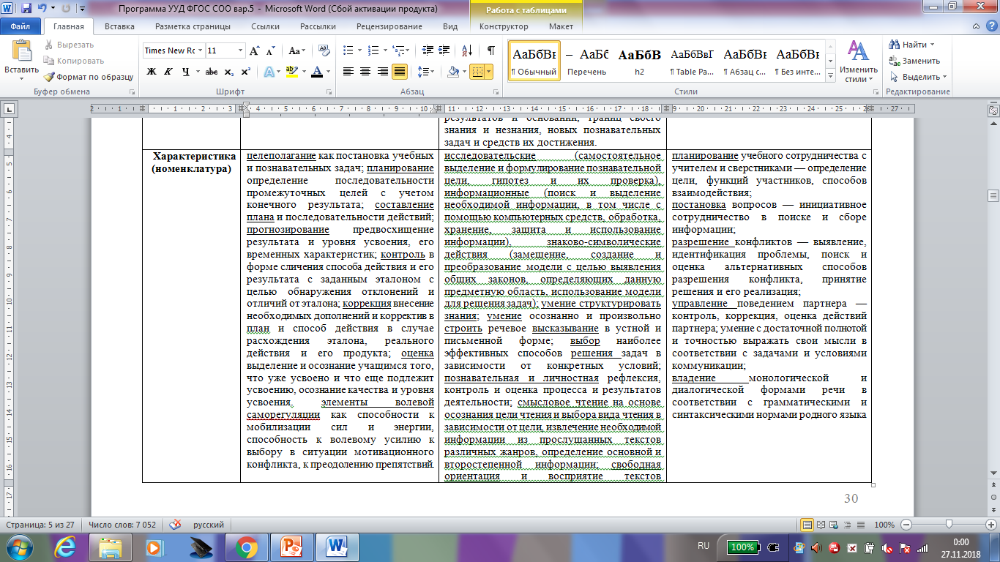 Программа УУД ФГОС СОО вар.5 - Microsoft Word (Сбой активации продукта)
Работа с таблицами
Файл Главная Вставка Разметка страницы Ссылки Рассылки Рецензирование Вид Конструктор Макет
Вставить
Вырезать
Копировать
Формат по образцу
Буфер обмена
Times New Ro 11
Ж К Ч abc x₂ x²
Шрифт
Абзац
АаБбВв АаБб АаБбВ АаБбВвГ АаБбВв АаБбВв
¶ Обычный Перечень h2 ¶ Table Pa... ¶ Абзац с... ¶ Без инте...
Стили
Изменить стили
Найти
Заменить
Выделить
Редактирование
результатов и оснований, границ своего
знания и незнания, новых познавательных
задач и средств их достижения.
Характеристика
(номенклатура)
целеполагание как постановка учебных
и познавательных задач; планирование
определение последовательности
промежуточных целей с учетом
конечного результата; составление
плана и последовательности действий;
прогнозирование предвосхищение
результата и уровня усвоения, его
временных характеристик; контроль в
форме сличения способа действия и его
результата с заданным эталоном с
целью обнаружения отклонений и
отличий от эталона; коррекция внесение
необходимых дополнений и корректив в
план и способ действия в случае
расхождения эталона, реального
действия и его продукта; оценка
выделение и осознание учащимся того,
что уже усвоено и что еще подлежит
усвоению, осознание качества и уровня
усвоения, элементы волевой
саморегуляции как способности к
мобилизации сил и энергии,
способность к волевому усилию к
выбору в ситуации мотивационного
конфликта, к преодолению препятствий.
исследовательские (самостоятельное
выделение и формулирование познавательной
цели, гипотез и их проверка),
информационные (поиск и выделение
необходимой информации, в том числе с
помощью компьютерных средств, обработка,
хранение, защита и использование
информации), знаково-символические
действия (замещение, создание и
преобразование модели с целью выявления
общих законов, определяющих данную
предметную область, использование модели
для решения задач); умение структурировать
знания; умение осознанно и произвольно
строить речевое высказывание в устной и
письменной форме; выбор наиболее
эффективных способов решения задач в
зависимости от конкретных условий;
познавательная и личностная рефлексия,
контроль и оценка процесса и результатов
деятельности; смысловое чтение на основе
осознания цели чтения и выбора вида чтения в
зависимости от цели, извлечение необходимой
информации из прослушанных текстов
различных жанров, определение основной и
второстепенной информации; свободная
ориентация и восприятие текстов
планирование учебного сотрудничества с
учителем и сверстниками — определение
цели, функций участников, способов
взаимодействия;
постановка вопросов — инициативное
сотрудничество в поиске и сборе
информации;
разрешение конфликтов — выявление,
идентификация проблемы, поиск и
оценка альтернативных способов
разрешения конфликта, принятие
решения и его реализация;
управление поведением партнера —
контроль, коррекция, оценка действий
партнера; умение с достаточной полнотой
и точностью выражать свои мысли в
соответствии с задачами и условиями
коммуникации;
владение монологической и
диалогической формами речи в
соответствии с грамматическими и
синтаксическими нормами родного языка
30
Страница: 5 из 27 Число слов: 7 052 русский 100%
RU 100% 0:00
27.11.2018